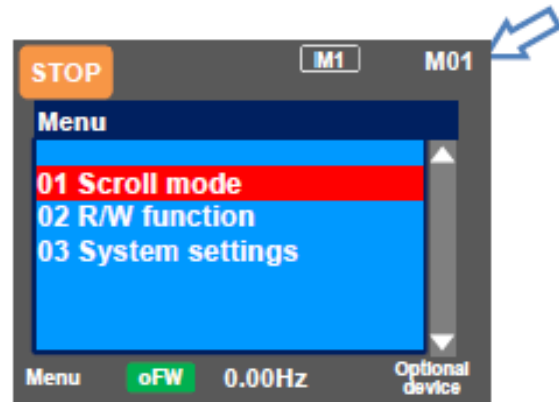 STOP M1 M01
Menu
01 Scroll mode
02 R/W function
03 System settings
Menu oFW 0.00Hz Optional device